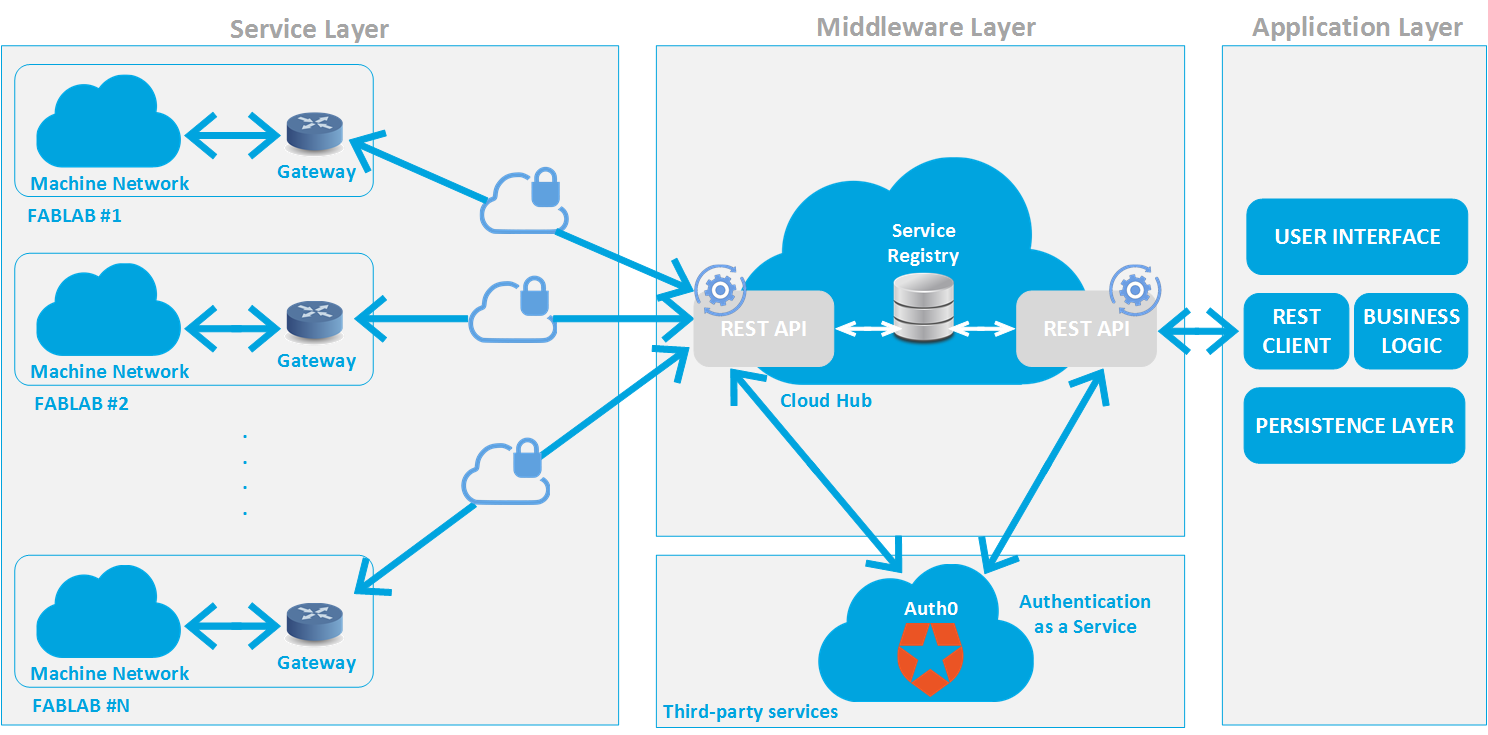 Service Layer
Middleware Layer
Application Layer
Machine Network
Gateway
FABLAB #1
Machine Network
Gateway
FABLAB #2
.
.
.
.
Machine Network
Gateway
FABLAB #N
Service
Registry
REST API
REST API
Cloud Hub
Auth0
Authentication
as a Service
Third-party services
USER INTERFACE
REST
CLIENT
BUSINESS
LOGIC
PERSISTENCE LAYER